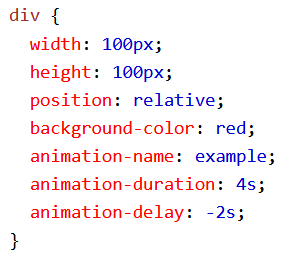 div {
  width: 100px;
  height: 100px;
  position: relative;
  background-color: red;
  animation-name: example;
  animation-duration: 4s;
  animation-delay: -2s;
}